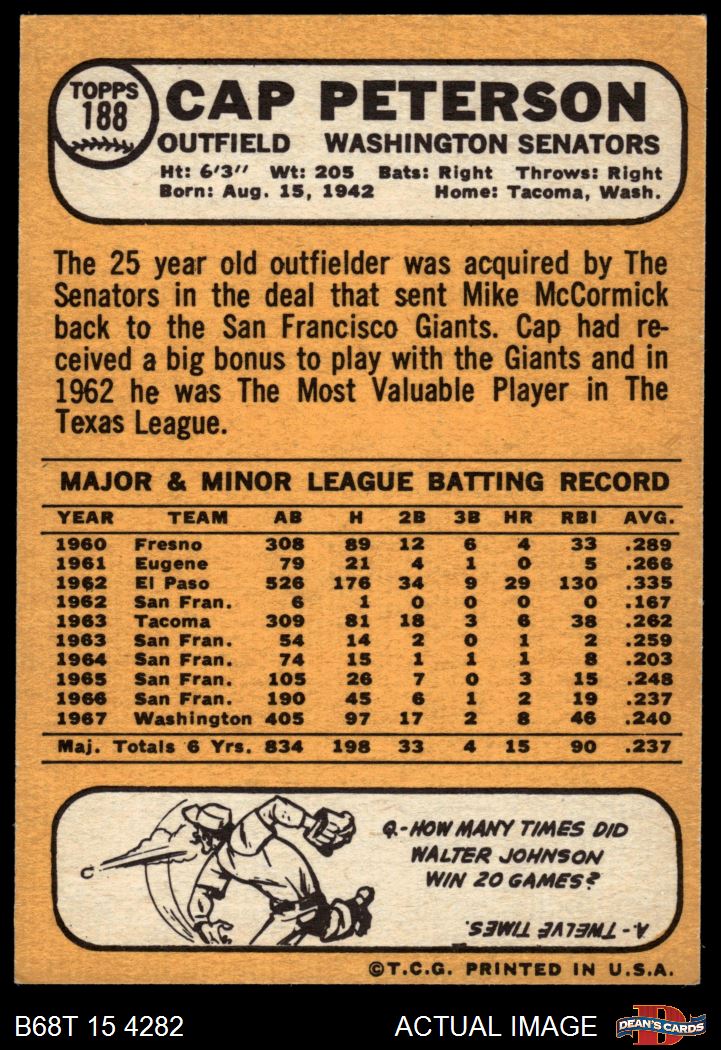 TOPPS
188
CAP PETERSON
OUTFIELD WASHINGTON SENATORS
Ht: 6'3" Wt: 205 Bats: Right Throws: Right
Born: Aug. 15, 1942 Home: Tacoma, Wash.
The 25 year old outfielder was acquired by The
Senators in the deal that sent Mike McCormick
back to the San Francisco Giants. Cap had re-
ceived a big bonus to play with the Giants and in
1962 he was The Most Valuable Player in The
Texas League.
MAJOR & MINOR LEAGUE BATTING RECORD
YEAR TEAM AB H 2B 3B HR RBI AVG.
1960 Fresno 308 89 12 6 4 33 .289
1961 Eugene 79 21 4 1 0 5 .266
1962 El Paso 526 176 34 9 29 130 .335
1962 San Fran. 6 1 0 0 0 0 .167
1963 Tacoma 309 81 18 3 6 38 .262
1963 San Fran. 54 14 2 0 1 2 .259
1964 San Fran. 74 15 1 1 1 8 .203
1965 San Fran. 105 26 7 0 3 15 .248
1966 San Fran. 190 45 6 1 2 19 .237
1967 Washington 405 97 17 2 8 46 .240
Maj. Totals 6 Yrs. 834 198 33 4 15 90 .237
Q.-HOW MANY TIMES DID
WALTER JOHNSON
WIN 20 GAMES?
A-TWELVE TIMES.
©T.C.G. PRINTED IN U.S.A.
B68T 15 4282 ACTUAL IMAGE D
DEAN'S CARDS